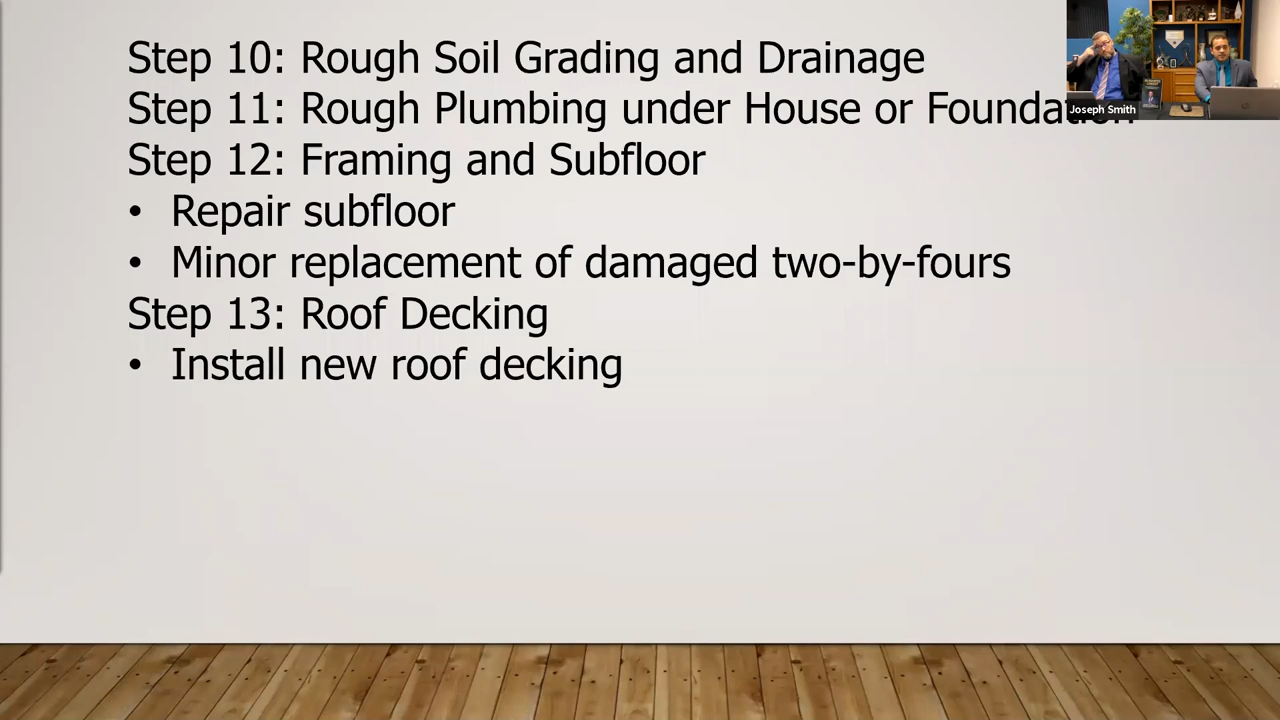 Step 10: Rough Soil Grading and Drainage
Step 11: Rough Plumbing under House or Foundation
Joseph Smith
Step 12: Framing and Subfloor
• Repair subfloor
• Minor replacement of damaged two-by-fours
Step 13: Roof Decking
• Install new roof decking